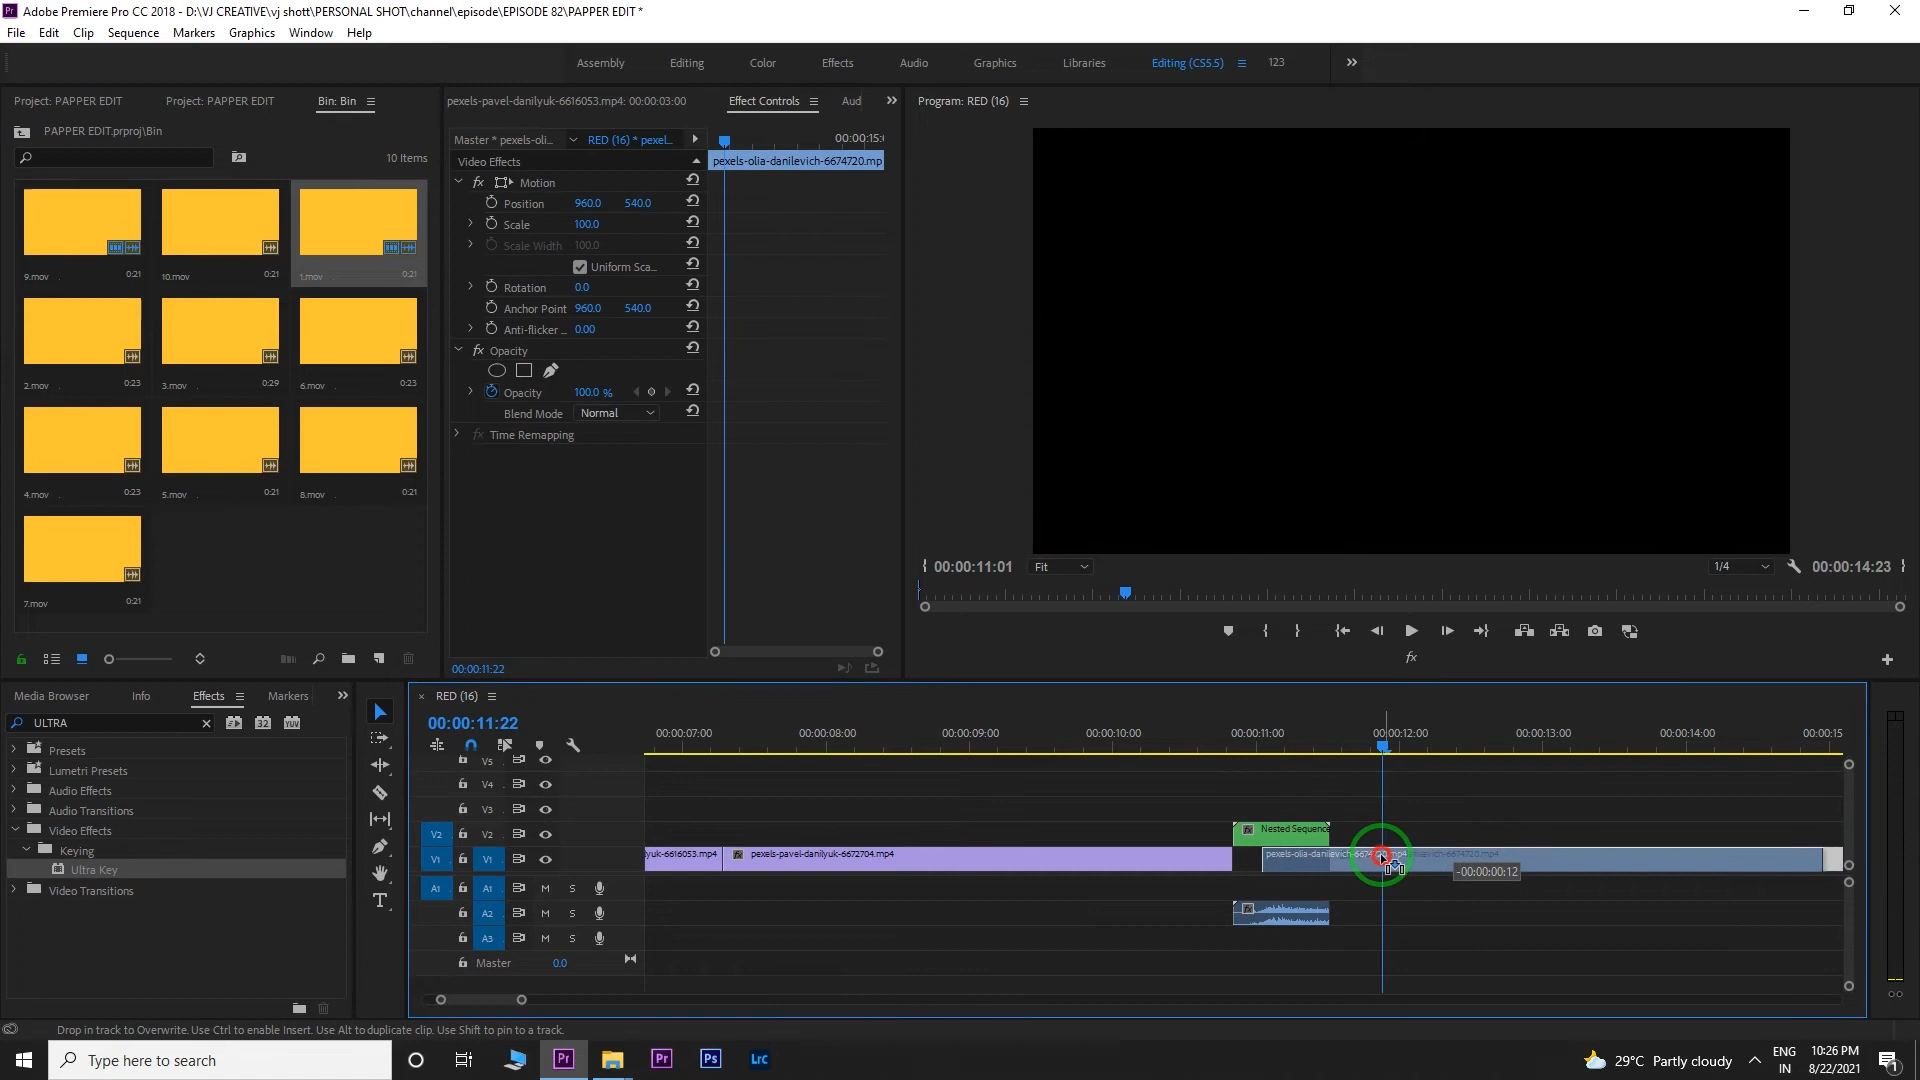 Adobe Premiere Pro CC 2018 - D:\VJ CREATIVE\vj shott\PERSONAL SHOT\channel\episode\EPISODE 82\PAPPER EDIT *
File Edit Clip Sequence Markers Graphics Window Help
Assembly Editing Color Effects Audio Graphics Libraries Editing (CS5.5) 123
Project: PAPPER EDIT Project: PAPPER EDIT Bin: Bin
PAPPER EDIT.prproj\Bin
10 Items
9.mov 0:21 10.mov 0:21 1.mov 0:21
2.mov 0:23 3.mov 0:29 6.mov 0:23
4.mov 0:23 5.mov 0:21 8.mov 0:21
7.mov 0:21
pexels-pavel-danilyuk-6616053.mp4: 00:00:03:00 Effect Controls Aud
Master * pexels-oli... RED (16) * pexel... 00:00:15:
Video Effects pexels-olia-danilevich-6674720.mp
fx Motion
Position 960.0 540.0
Scale 100.0
Scale Width 100.0
Uniform Sca...
Rotation 0.0
Anchor Point 960.0 540.0
Anti-flicker ... 0.00
fx Opacity
Opacity 100.0 %
Blend Mode Normal
fx Time Remapping
00:00:11:22
Program: RED (16)
00:00:11:01 Fit 1/4 00:00:14:23
fx
Media Browser Info Effects Markers
ULTRA
Presets
Lumetri Presets
Audio Effects
Audio Transitions
Video Effects
Keying
Ultra Key
Video Transitions
RED (16)
00:00:11:22
00:00:07:00 00:00:08:00 00:00:09:00 00:00:10:00 00:00:11:00 00:00:12:00 00:00:13:00 00:00:14:00 00:00:15
V5
V4
V3
V2 V2 Nested Sequence
V1 V1 lyuk-6616053.mp4 pexels-pavel-danilyuk-6672704.mp4
-00:00:00:12
A1 A1 M S
A2 M S
A3 M S
Master 0.0
Drop in track to Overwrite. Use Ctrl to enable Insert. Use Alt to duplicate clip. Use Shift to pin to a track.
Type here to search
Pr Pr Ps Lrc
29°C Partly cloudy
ENG
IN
10:26 PM
8/22/2021
1